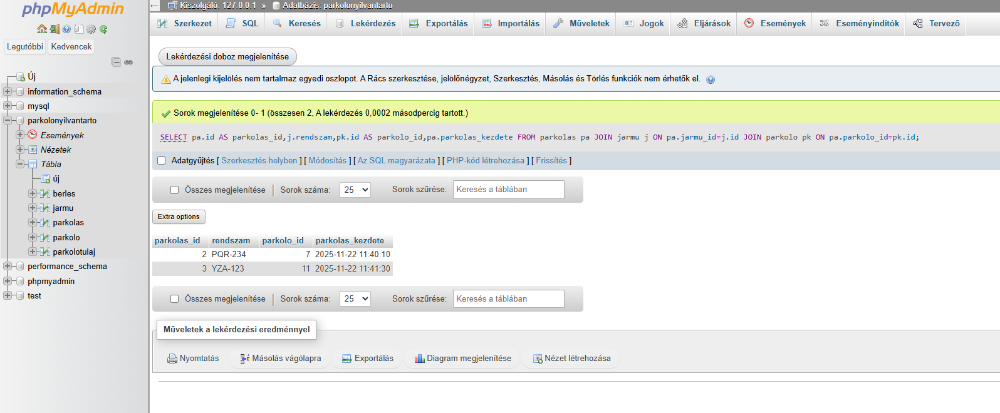 phpMyAdmin
Legutóbbi Kedvencek
Új
information_schema
mysql
parkolonyilvantarto
Események
Nézetek
Tábla
új
berles
jarmu
parkolas
parkolo
parkolotulaj
performance_schema
phpmyadmin
test
Kiszolgáló: 127.0.0.1 » Adatbázis: parkolonyilvantarto
Szerkezet SQL Keresés Lekérdezés Exportálás Importálás Műveletek Jogok Eljárások Események Eseményindítók Tervező
Lekérdezési doboz megjelenítése
A jelenlegi kijelölés nem tartalmaz egyedi oszlopot. A Rács szerkesztése, jelölőnégyzet, Szerkesztés, Másolás és Törlés funkciók nem érhetők el.
Sorok megjelenítése 0- 1 (összesen 2, A lekérdezés 0,0002 másodpercig tartott.)
SELECT pa.id AS parkolas_id,j.rendszam,pk.id AS parkolo_id,pa.parkolas_kezdete FROM parkolas pa JOIN jarmu j ON pa.jarmu_id=j.id JOIN parkolo pk ON pa.parkolo_id=pk.id;
Adatgyűjtés [ Szerkesztés helyben ] [ Módosítás ] [ Az SQL magyarázata ] [ PHP-kód létrehozása ] [ Frissítés ]
Összes megjelenítése Sorok száma: 25 Sorok szűrése: Keresés a táblában
Extra options
parkolas_id rendszam parkolo_id parkolas_kezdete
2 PQR-234 7 2025-11-22 11:40:10
3 YZA-123 11 2025-11-22 11:41:30
Összes megjelenítése Sorok száma: 25 Sorok szűrése: Keresés a táblában
Műveletek a lekérdezési eredménnyel
Nyomtatás Másolás vágólapra Exportálás Diagram megjelenítése Nézet létrehozása